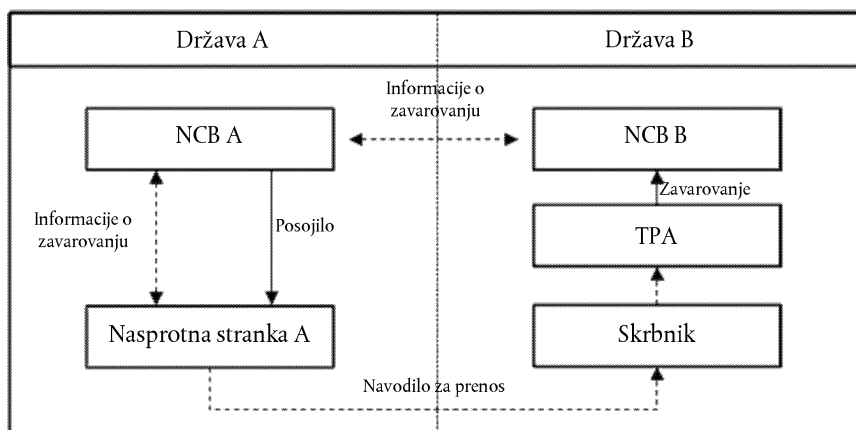 Država A
Država B
Informacije o
zavarovanju
NCB A
NCB B
Zavarovanje
Informacije o
zavarovanju
Posojilo
TPA
Nasprotna stranka A
Skrbnik
Navodilo za prenos